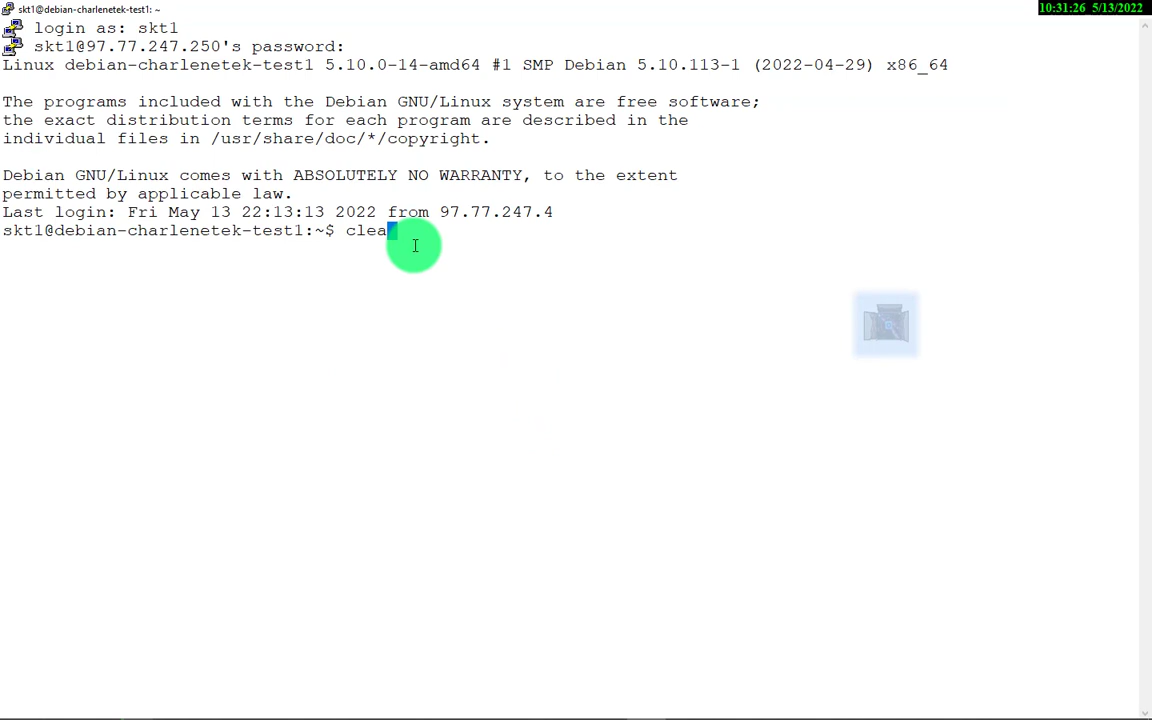 skt1@debian-charlenetek-test1: ~
10:31:26 5/13/2022
login as: skt1
skt1@97.77.247.250's password:
Linux debian-charlenetek-test1 5.10.0-14-amd64 #1 SMP Debian 5.10.113-1 (2022-04-29) x86_64
The programs included with the Debian GNU/Linux system are free software;
the exact distribution terms for each program are described in the
individual files in /usr/share/doc/*/copyright.
Debian GNU/Linux comes with ABSOLUTELY NO WARRANTY, to the extent
permitted by applicable law.
Last login: Fri May 13 22:13:13 2022 from 97.77.247.4
skt1@debian-charlenetek-test1:~$ clea